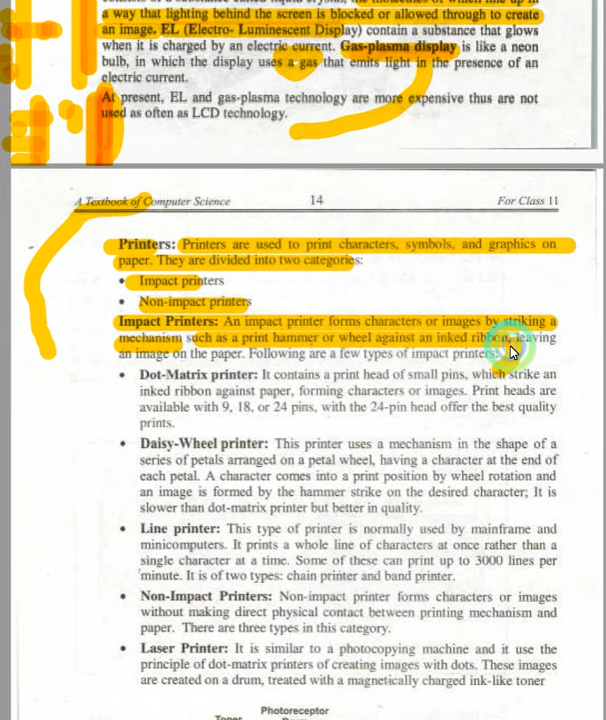 a way that lighting behind the screen is blocked or allowed through to create
an image. EL (Electro- Luminescent Display) contain a substance that glows
when it is charged by an electric current. Gas-plasma display is like a neon
bulb, in which the display uses a gas that emits light in the presence of an
electric current.
At present, EL and gas-plasma technology are more expensive thus are not
used as often as LCD technology.
A Textbook of Computer Science 14 For Class 11
Printers: Printers are used to print characters, symbols, and graphics on
paper. They are divided into two categories:
• Impact printers
• Non-impact printers
Impact Printers: An impact printer forms characters or images by striking a
mechanism such as a print hammer or wheel against an inked ribbon, leaving
an image on the paper. Following are a few types of impact printers:
• Dot-Matrix printer: It contains a print head of small pins, which strike an
inked ribbon against paper, forming characters or images. Print heads are
available with 9, 18, or 24 pins, with the 24-pin head offer the best quality
prints.
• Daisy-Wheel printer: This printer uses a mechanism in the shape of a
series of petals arranged on a petal wheel, having a character at the end of
each petal. A character comes into a print position by wheel rotation and
an image is formed by the hammer strike on the desired character; It is
slower than dot-matrix printer but better in quality.
• Line printer: This type of printer is normally used by mainframe and
minicomputers. It prints a whole line of characters at once rather than a
single character at a time. Some of these can print up to 3000 lines per
minute. It is of two types: chain printer and band printer.
• Non-Impact Printers: Non-impact printer forms characters or images
without making direct physical contact between printing mechanism and
paper. There are three types in this category.
• Laser Printer: It is similar to a photocopying machine and it use the
principle of dot-matrix printers of creating images with dots. These images
are created on a drum, treated with a magnetically charged ink-like toner
Photoreceptor
Toner